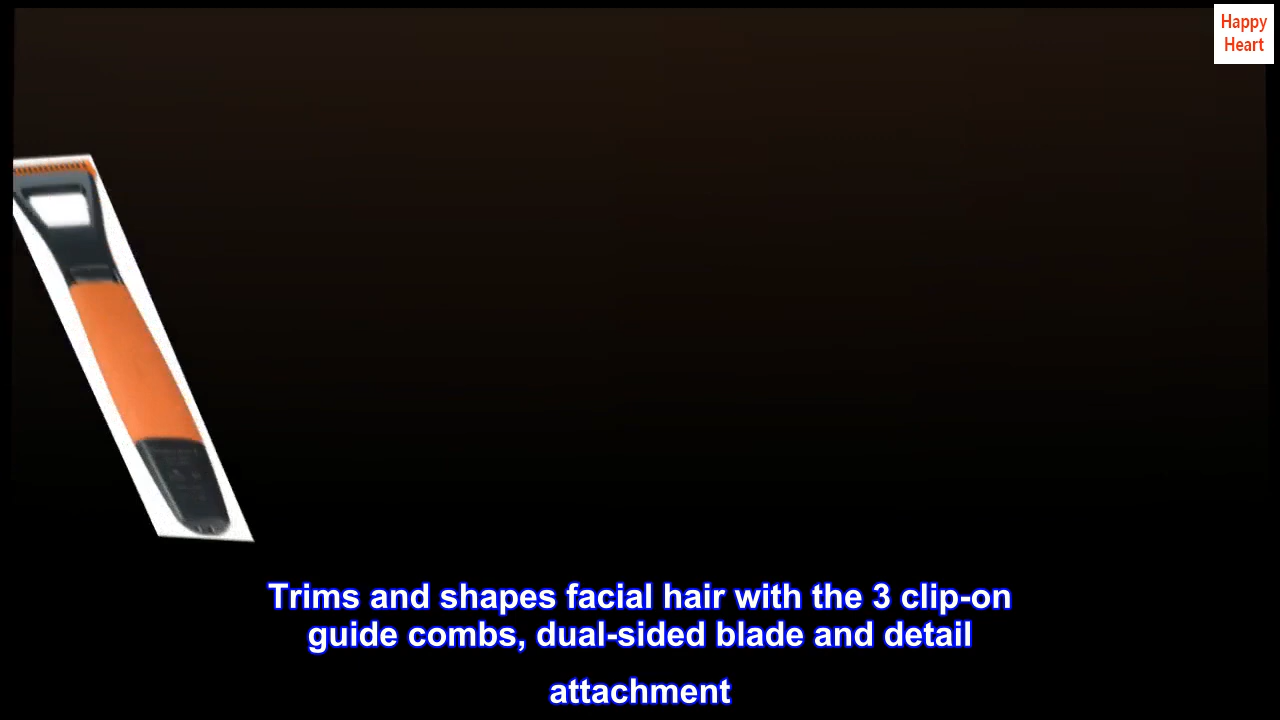 Happy
Heart
Trims and shapes facial hair with the 3 clip-on
guide combs, dual-sided blade and detail
attachment